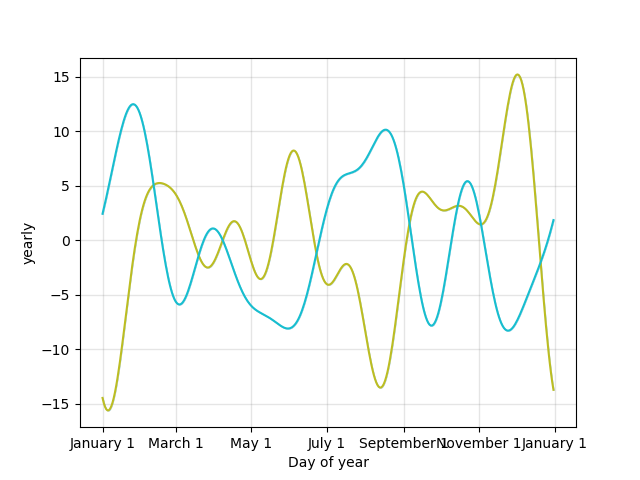 yearly
15
10
5
0
−5
−10
−15
January 1 March 1 May 1 July 1 September 1 November 1 January 1
Day of year